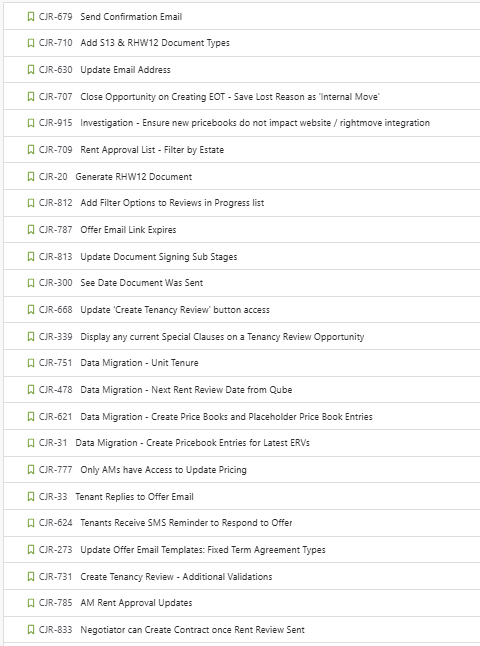 CJR-679 Send Confirmation Email
CJR-710 Add S13 & RHW12 Document Types
CJR-630 Update Email Address
CJR-707 Close Opportunity on Creating EOT - Save Lost Reason as 'Internal Move'
CJR-915 Investigation - Ensure new pricebooks do not impact website / rightmove integration
CJR-709 Rent Approval List - Filter by Estate
CJR-20 Generate RHW12 Document
CJR-812 Add Filter Options to Reviews in Progress list
CJR-787 Offer Email Link Expires
CJR-813 Update Document Signing Sub Stages
CJR-300 See Date Document Was Sent
CJR-668 Update 'Create Tenancy Review' button access
CJR-339 Display any current Special Clauses on a Tenancy Review Opportunity
CJR-751 Data Migration - Unit Tenure
CJR-478 Data Migration - Next Rent Review Date from Qube
CJR-621 Data Migration - Create Price Books and Placeholder Price Book Entries
CJR-31 Data Migration - Create Pricebook Entries for Latest ERVs
CJR-777 Only AMs have Access to Update Pricing
CJR-33 Tenant Replies to Offer Email
CJR-624 Tenants Receive SMS Reminder to Respond to Offer
CJR-273 Update Offer Email Templates: Fixed Term Agreement Types
CJR-731 Create Tenancy Review - Additional Validations
CJR-785 AM Rent Approval Updates
CJR-833 Negotiator can Create Contract once Rent Review Sent